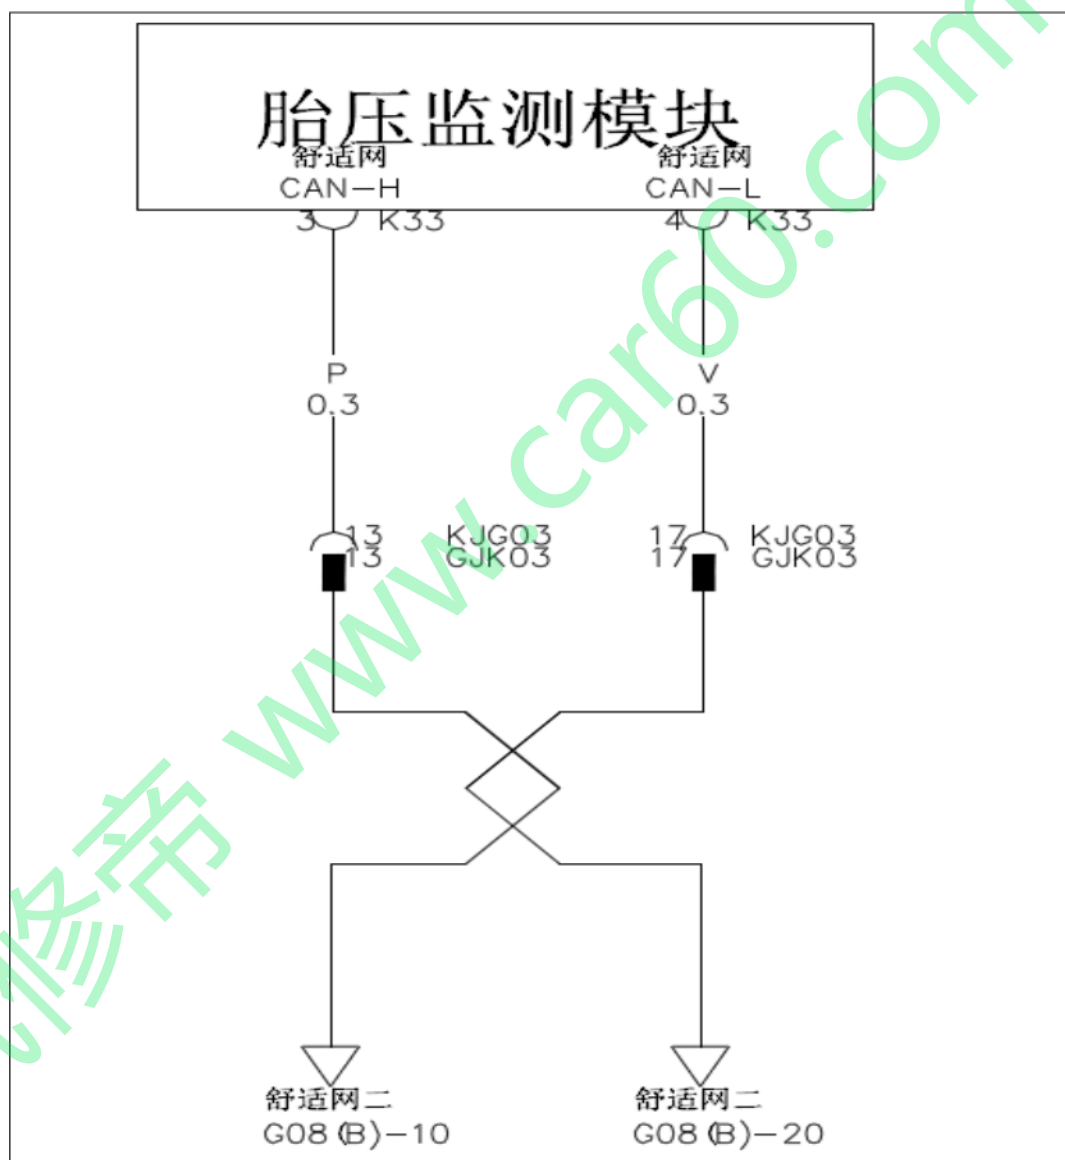 胎压监测模块
舒适网 舒适网
CAN-H CAN-L
3 K33 4 K33
P V
0.3 0.3
13 KJG03 17 KJG03
13 GJK03 17 GJK03
舒适网二 舒适网二
G08(B)-10 G08(B)-20
修帝 www.car60.com